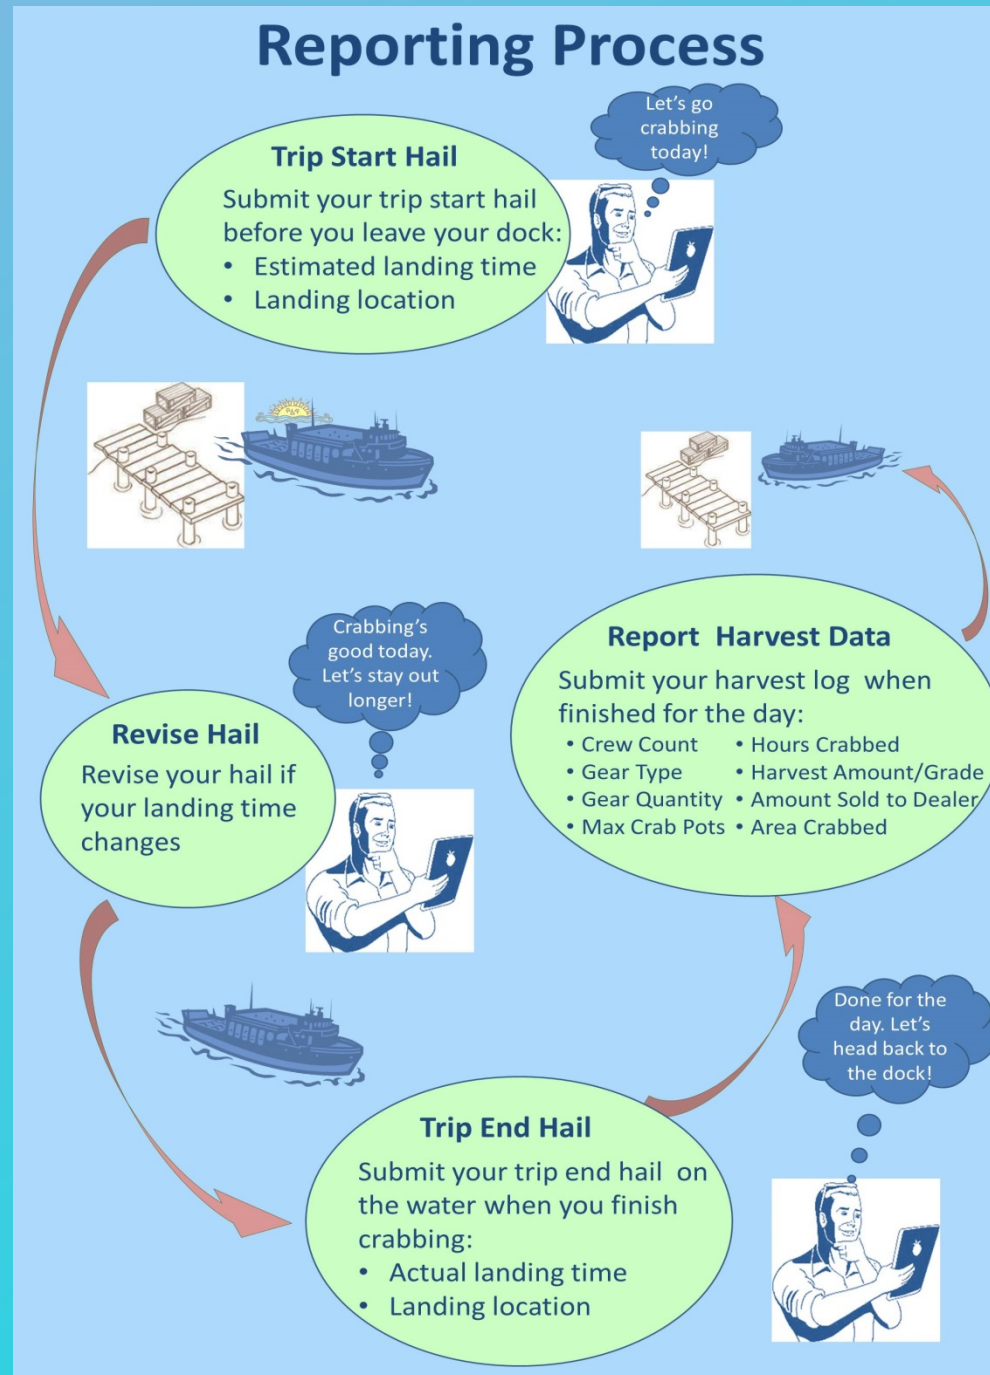 Reporting Process
Let's go
crabbing
today!
Trip Start Hail
Submit your trip start hail
before you leave your dock:
• Estimated landing time
• Landing location
Crabbing's
good today.
Let's stay out
longer!
Revise Hail
Revise your hail if
your landing time
changes
Trip End Hail
Submit your trip end hail on
the water when you finish
crabbing:
• Actual landing time
• Landing location
Done for the
day. Let's
head back to
the dock!
Report Harvest Data
Submit your harvest log when
finished for the day:
• Crew Count
• Gear Type
• Gear Quantity
• Max Crab Pots
• Hours Crabbed
• Harvest Amount/Grade
• Amount Sold to Dealer
• Area Crabbed